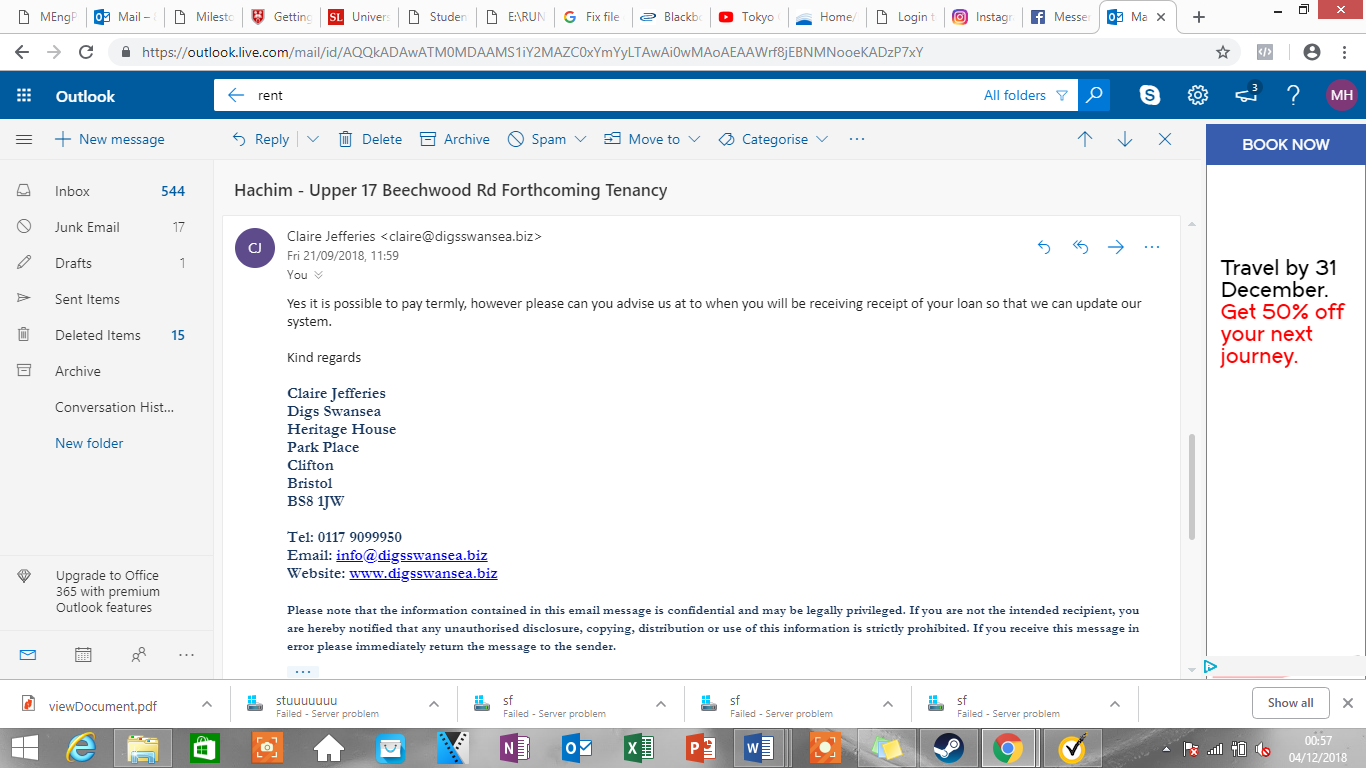 MEngP
Mail –
Milesto
Getting
Univers
Studen
E:\RUN
Fix file
Blackbo
Tokyo
Home/
Login t
Instagr
Messen
Ma
https://outlook.live.com/mail/id/AQQkADAwATM0MDAAMS1iY2MAZC0xYmYyLTAwAi0wMAoAEAAWrf8jEBNMNooeKADzP7xY
Outlook
rent
All folders
3
MH
New message
Reply
Delete
Archive
Spam
Move to
Categorise
BOOK NOW
Inbox 544
Junk Email 17
Drafts 1
Sent Items
Deleted Items 15
Archive
Conversation Hist...
New folder
Upgrade to Office
365 with premium
Outlook features
Hachim - Upper 17 Beechwood Rd Forthcoming Tenancy
CJ
Claire Jefferies <claire@digsswansea.biz>
Fri 21/09/2018, 11:59
You
Yes it is possible to pay termly, however please can you advise us at to when you will be receiving receipt of your loan so that we can update our
system.
Kind regards
Claire Jefferies
Digs Swansea
Heritage House
Park Place
Clifton
Bristol
BS8 1JW
Tel: 0117 9099950
Email: info@digsswansea.biz
Website: www.digsswansea.biz
Please note that the information contained in this email message is confidential and may be legally privileged. If you are not the intended recipient, you
are hereby notified that any unauthorised disclosure, copying, distribution or use of this information is strictly prohibited. If you receive this message in
error please immediately return the message to the sender.
Travel by 31
December.
Get 50% off
your next
journey.
viewDocument.pdf
stuuuuuuu
Failed - Server problem
sf
Failed - Server problem
sf
Failed - Server problem
sf
Failed - Server problem
Show all
00:57
04/12/2018